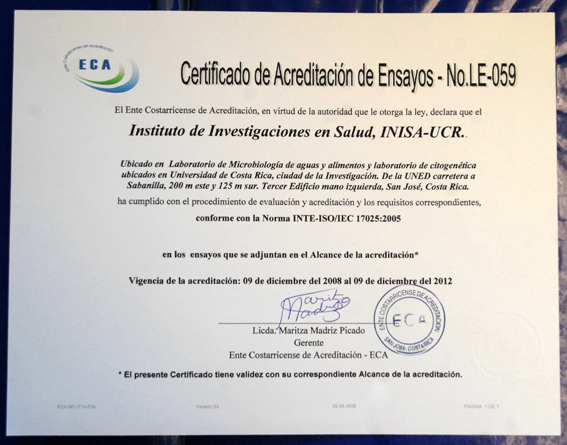 Ente Costarricense de Acreditación
ECA
Certificado de Acreditación de Ensayos - No.LE-059
El Ente Costarricense de Acreditación, en virtud de la autoridad que le otorga la ley, declara que el
Instituto de Investigaciones en Salud, INISA-UCR.
Ubicado en Laboratorio de Microbiología de aguas y alimentos y laboratorio de citogenética
ubicados en Universidad de Costa Rica, ciudad de la Investigación. De la UNED carretera a
Sabanilla, 200 m este y 125 m sur. Tercer Edificio mano izquierda, San José, Costa Rica.
ha cumplido con el procedimiento de evaluación y acreditación y los requisitos correspondientes,
conforme con la Norma INTE-ISO/IEC 17025:2005
en los ensayos que se adjuntan en el Alcance de la acreditación*
Vigencia de la acreditación: 09 de diciembre del 2008 al 09 de diciembre del 2012
Maritza Madriz
ENTE COSTARRICENSE DE ACREDITACION
ECA
SAN JOSE, COSTA RICA
Licda. Maritza Madriz Picado
Gerente
Ente Costarricense de Acreditación - ECA
* El presente Certificado tiene validez con su correspondiente Alcance de la acreditación.